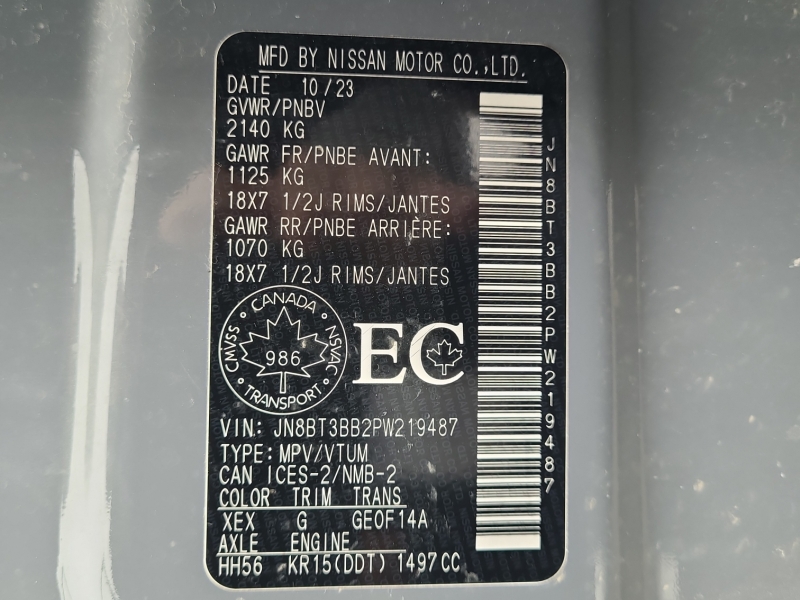 MFD BY NISSAN MOTOR CO.,LTD.
DATE 10/23
GVWR/PNBV
2140 KG
GAWR FR/PNBE AVANT:
1125 KG
18X7 1/2J RIMS/JANTES
GAWR RR/PNBE ARRIÈRE:
1070 KG
18X7 1/2J RIMS/JANTES
CANADA
CMVSS NSVAC
986
TRANSPORT
EC
VIN: JN8BT3BB2PW219487
TYPE: MPV/VTUM
CAN ICES-2/NMB-2
COLOR TRIM TRANS
XEX G GE0F14A
AXLE ENGINE
HH56 KR15(DDT) 1497CC
JN8BT3BB2PW219487